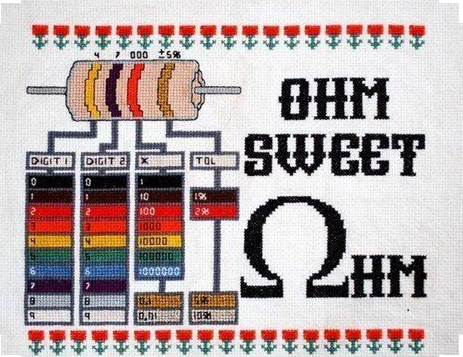 4 7 000 ±5%
DIGIT 1 DIGIT 2 X TOL
0 0 1
1 1 10 1%
2 2 100 2%
3 3 1000
4 4 10000
5 5 100000
6 6 1000000
7 7
8 8 0.1 5%
9 9 0.01 10%
OHM
SWEET
ΩHM